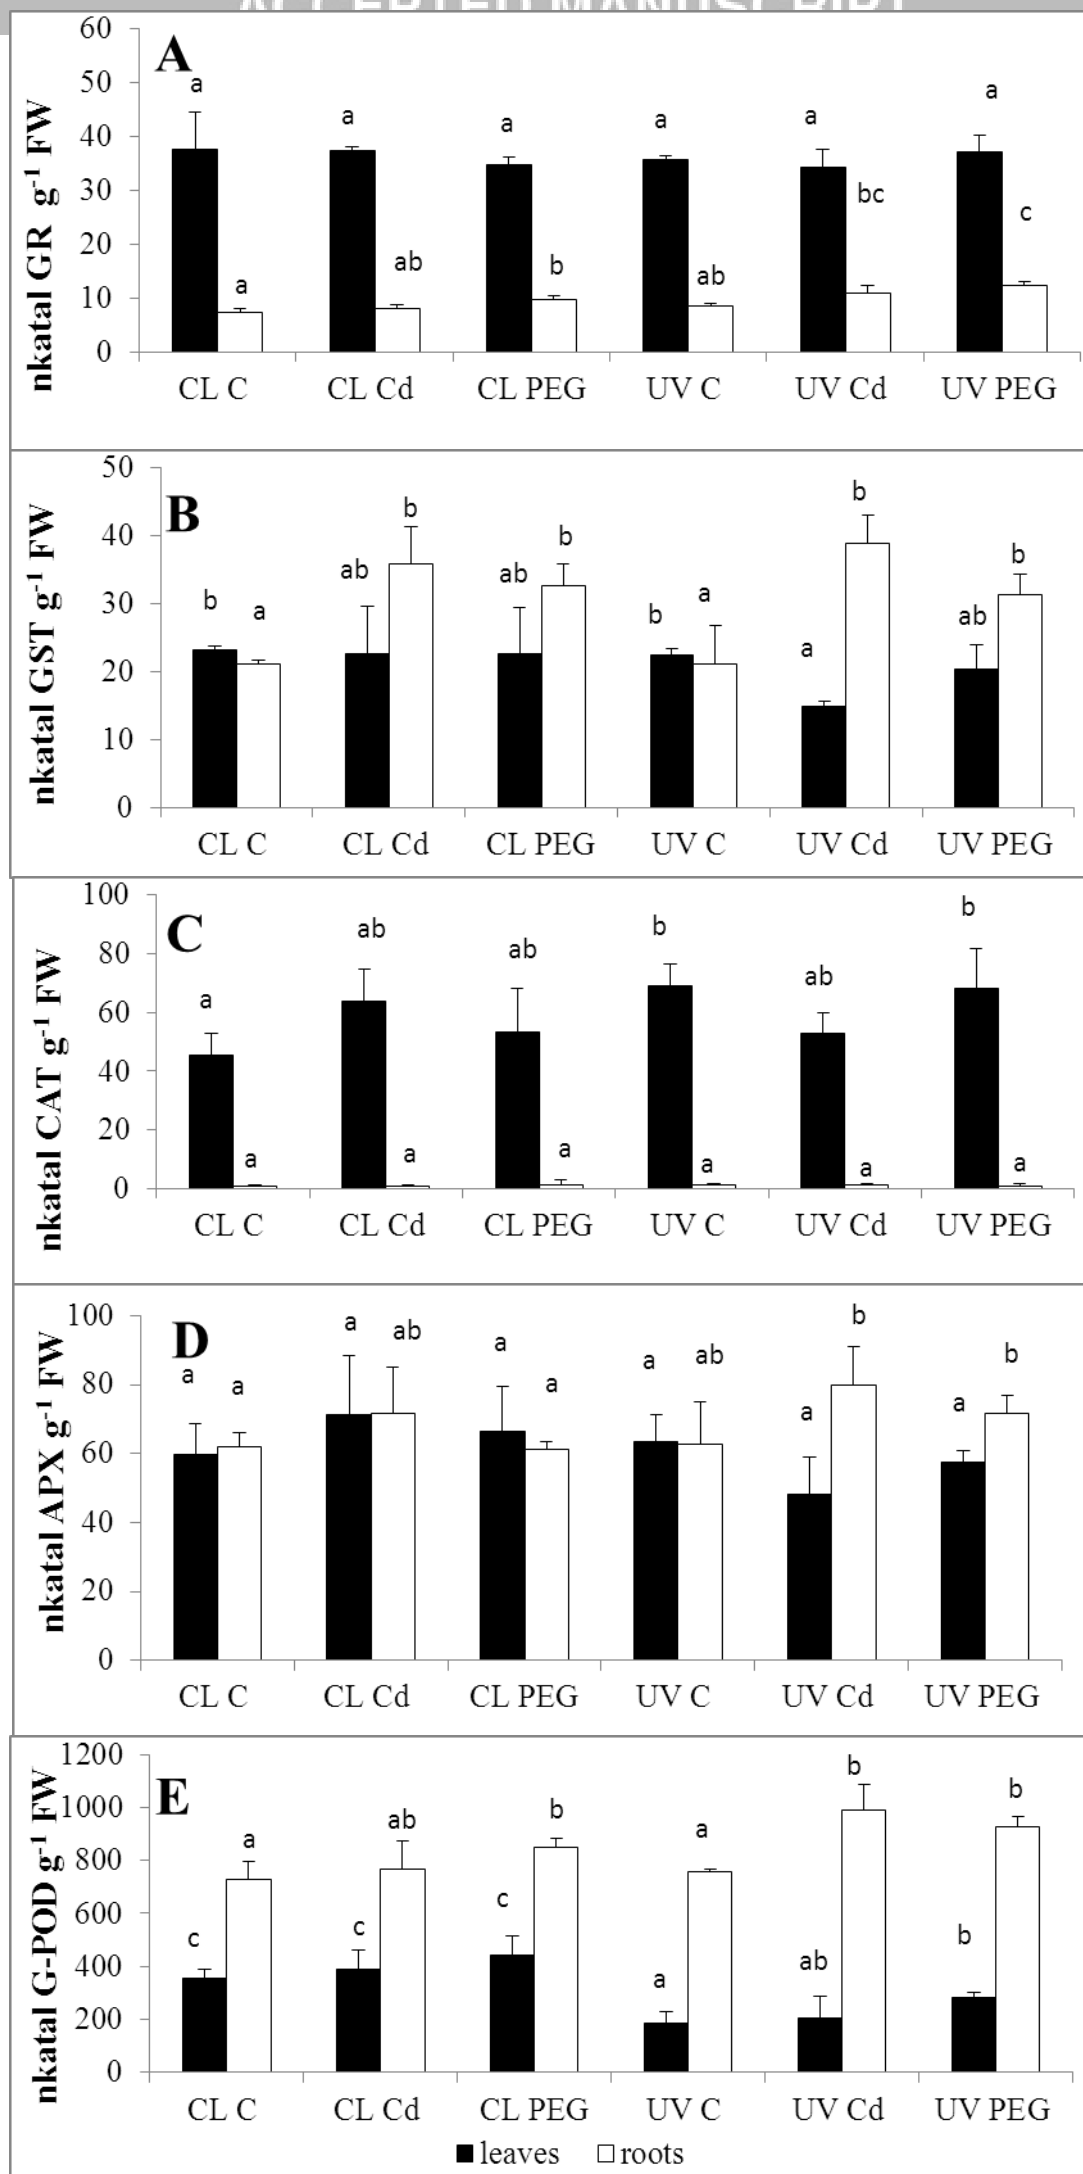 ACCEPTED MANUSCRIPT
A
nkatal GR g⁻¹ FW
60
50
40
30
20
10
0
a a a a a a
a ab b ab bc c
CL C CL Cd CL PEG UV C UV Cd UV PEG
B
nkatal GST g⁻¹ FW
50
40
30
20
10
0
b a ab b ab b b a a b ab b
CL C CL Cd CL PEG UV C UV Cd UV PEG
C
nkatal CAT g⁻¹ FW
100
80
60
40
20
0
a ab ab b ab b
a a a a a a
CL C CL Cd CL PEG UV C UV Cd UV PEG
D
nkatal APX g⁻¹ FW
100
80
60
40
20
0
a a a ab a a a ab a b a b
CL C CL Cd CL PEG UV C UV Cd UV PEG
E
nkatal G-POD g⁻¹ FW
1200
1000
800
600
400
200
0
c a c ab c b a a ab b b b
CL C CL Cd CL PEG UV C UV Cd UV PEG
leaves roots